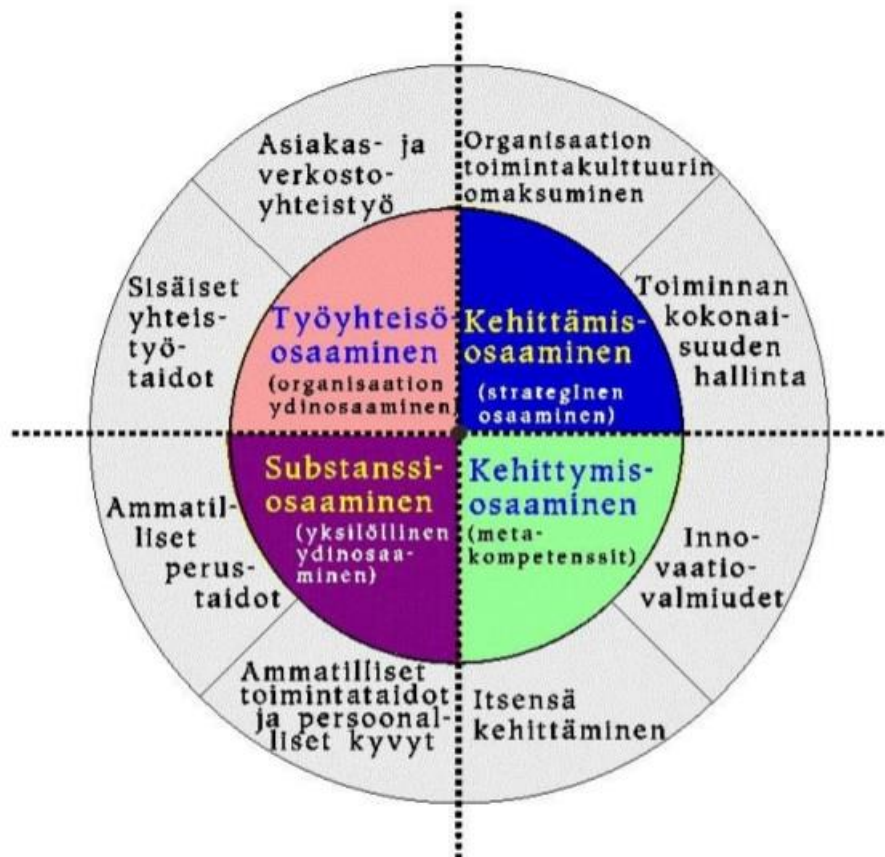 Asiakas- ja
verkosto-
yhteistyö
Organisaation
toimintakulttuurin
omaksuminen
Sisäiset
yhteis-
työ-
taidot
Työyhteisö-
osaaminen
(organisaation
ydinosaaminen)
Kehittämis-
osaaminen
(strateginen
osaaminen)
Toiminnan
kokonai-
suuden
hallinta
Ammatil-
liset
perus-
taidot
Substanssi-
osaaminen
(yksilöllinen
ydinosaa-
minen)
Kehittymis-
osaaminen
(meta-
kompetenssit)
Inno-
vaatio-
valmiudet
Ammatilliset
toimintataidot
ja persoonal-
liset kyvyt
Itsensä
kehittäminen